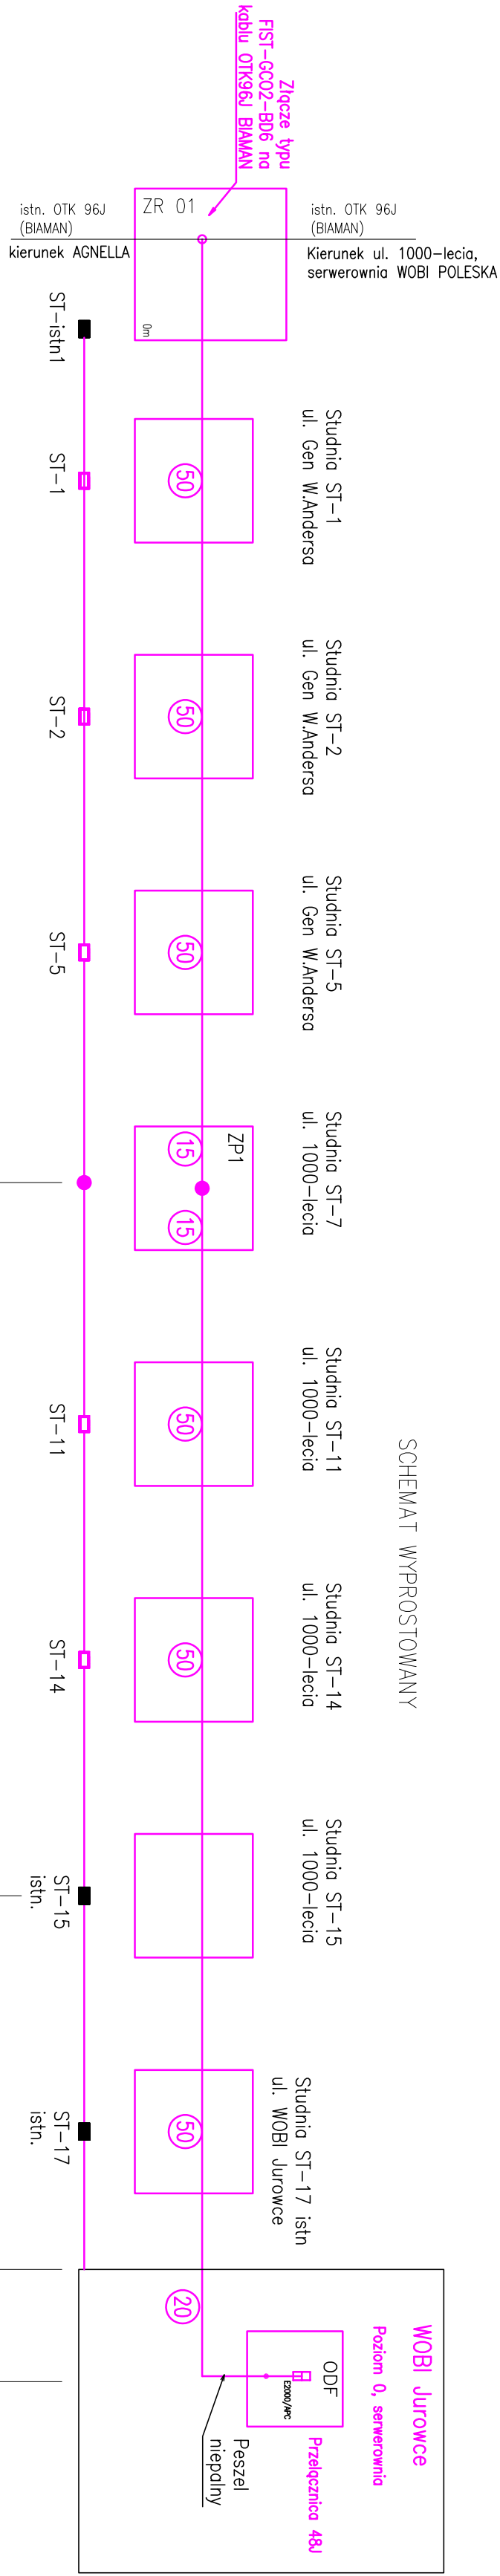 SCHEMAT WYPROSTOWANY
Złącze typu
FIST-GCO2-BD6 na
kablu OTK96J BIAMAN
ZR 01
0m
istn. OTK 96J
(BIAMAN)
kierunek AGNELLA
istn. OTK 96J
(BIAMAN)
Kierunek ul. 1000-lecia,
serwerownia WOBI POLESKA
Studnia ST-1
ul. Gen W.Andersa
50
Studnia ST-2
ul. Gen W.Andersa
50
Studnia ST-5
ul. Gen W.Andersa
50
Studnia ST-7
ul. 1000-lecia
ZP1
15
15
Studnia ST-11
ul. 1000-lecia
50
Studnia ST-14
ul. 1000-lecia
50
Studnia ST-15
ul. 1000-lecia
Studnia ST-17 istn
ul. WOBI Jurowce
50
WOBI Jurowce
Poziom 0, serwerownia
Przełącznica 48J
ODF
E2000/APC
20
Peszel
niepalny
ST-istn1
ST-1
ST-2
ST-5
ST-11
ST-14
ST-15
istn.
ST-17
istn.